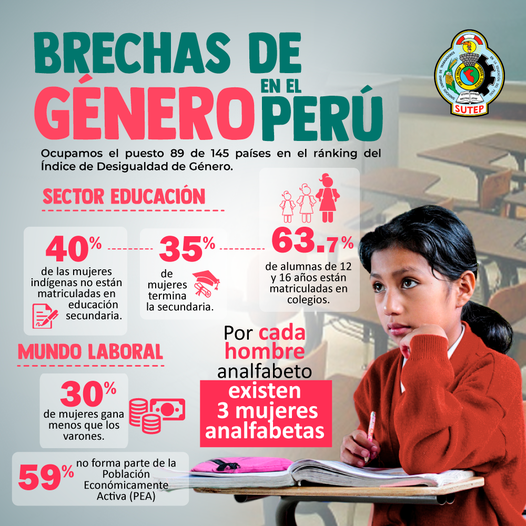 BRECHAS DE
GÉNERO EN EL PERÚ
Ocupamos el puesto 89 de 145 países en el ránking del
Índice de Desigualdad de Género.
SUTEP
SECTOR EDUCACIÓN
40%
de las mujeres
indígenas no están
matriculadas en
educación
secundaria.
35%
de
mujeres
termina
la secundaria.
63.7%
de alumnas de 12
y 16 años están
matriculadas en
colegios.
MUNDO LABORAL
30%
de mujeres gana
menos que los
varones.
59% no forma parte de la
Población
Económicamente
Activa (PEA)
Por cada
hombre
analfabeto
existen
3 mujeres
analfabetas